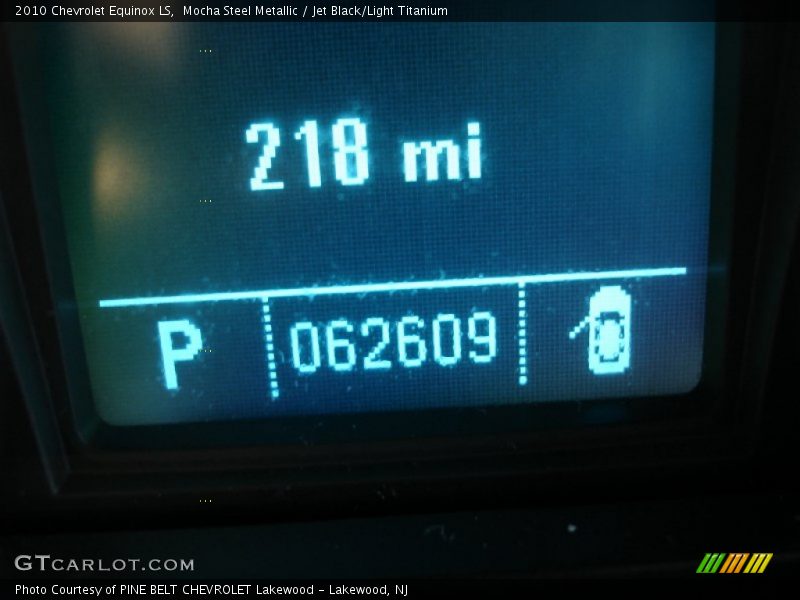 2010 Chevrolet Equinox LS,  Mocha Steel Metallic / Jet Black/Light Titanium
218 mi
P 062609
GTCARLOT.COM
Photo Courtesy of PINE BELT CHEVROLET Lakewood - Lakewood, NJ